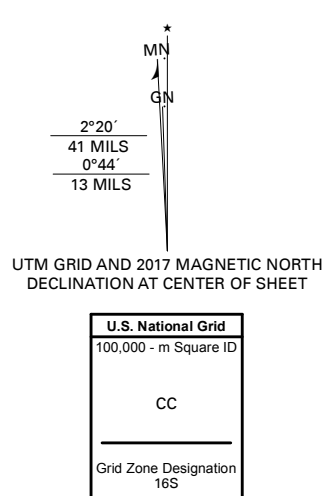 ★
MN
GN
2°20´
41 MILS
0°44´
13 MILS
UTM GRID AND 2017 MAGNETIC NORTH
DECLINATION AT CENTER OF SHEET
U.S. National Grid
100,000 - m Square ID
CC
Grid Zone Designation
16S